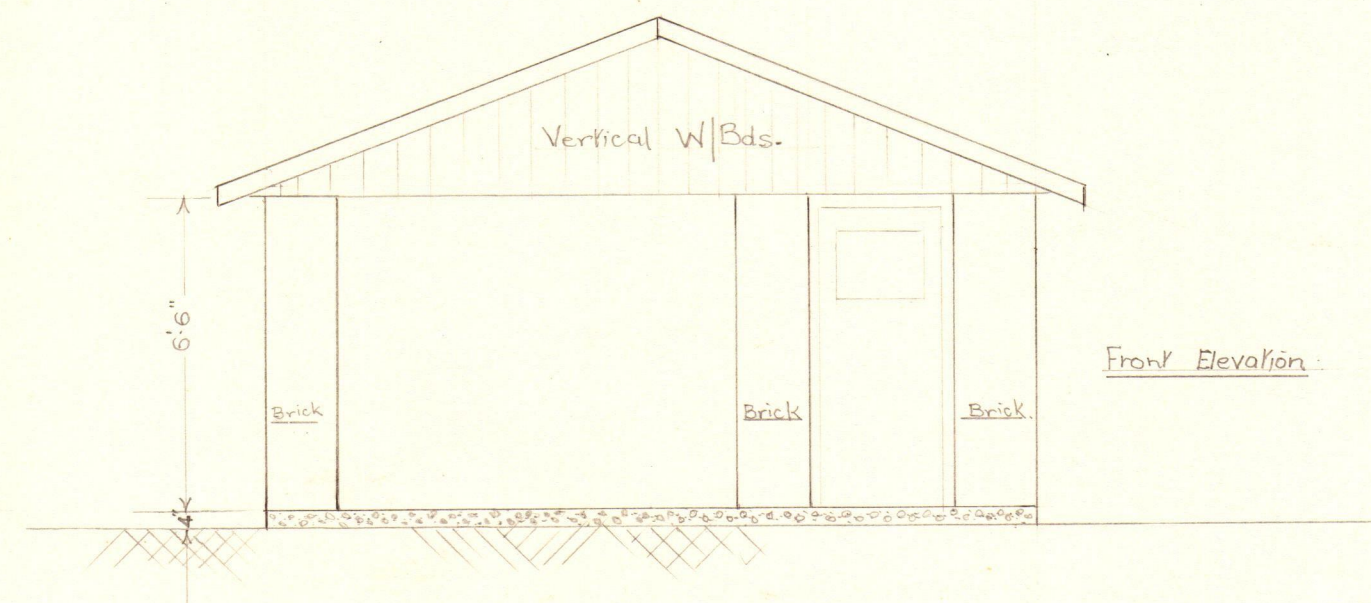 Vertical W/Bds.
6'6"
Front Elevation
Brick
Brick
Brick.
4"